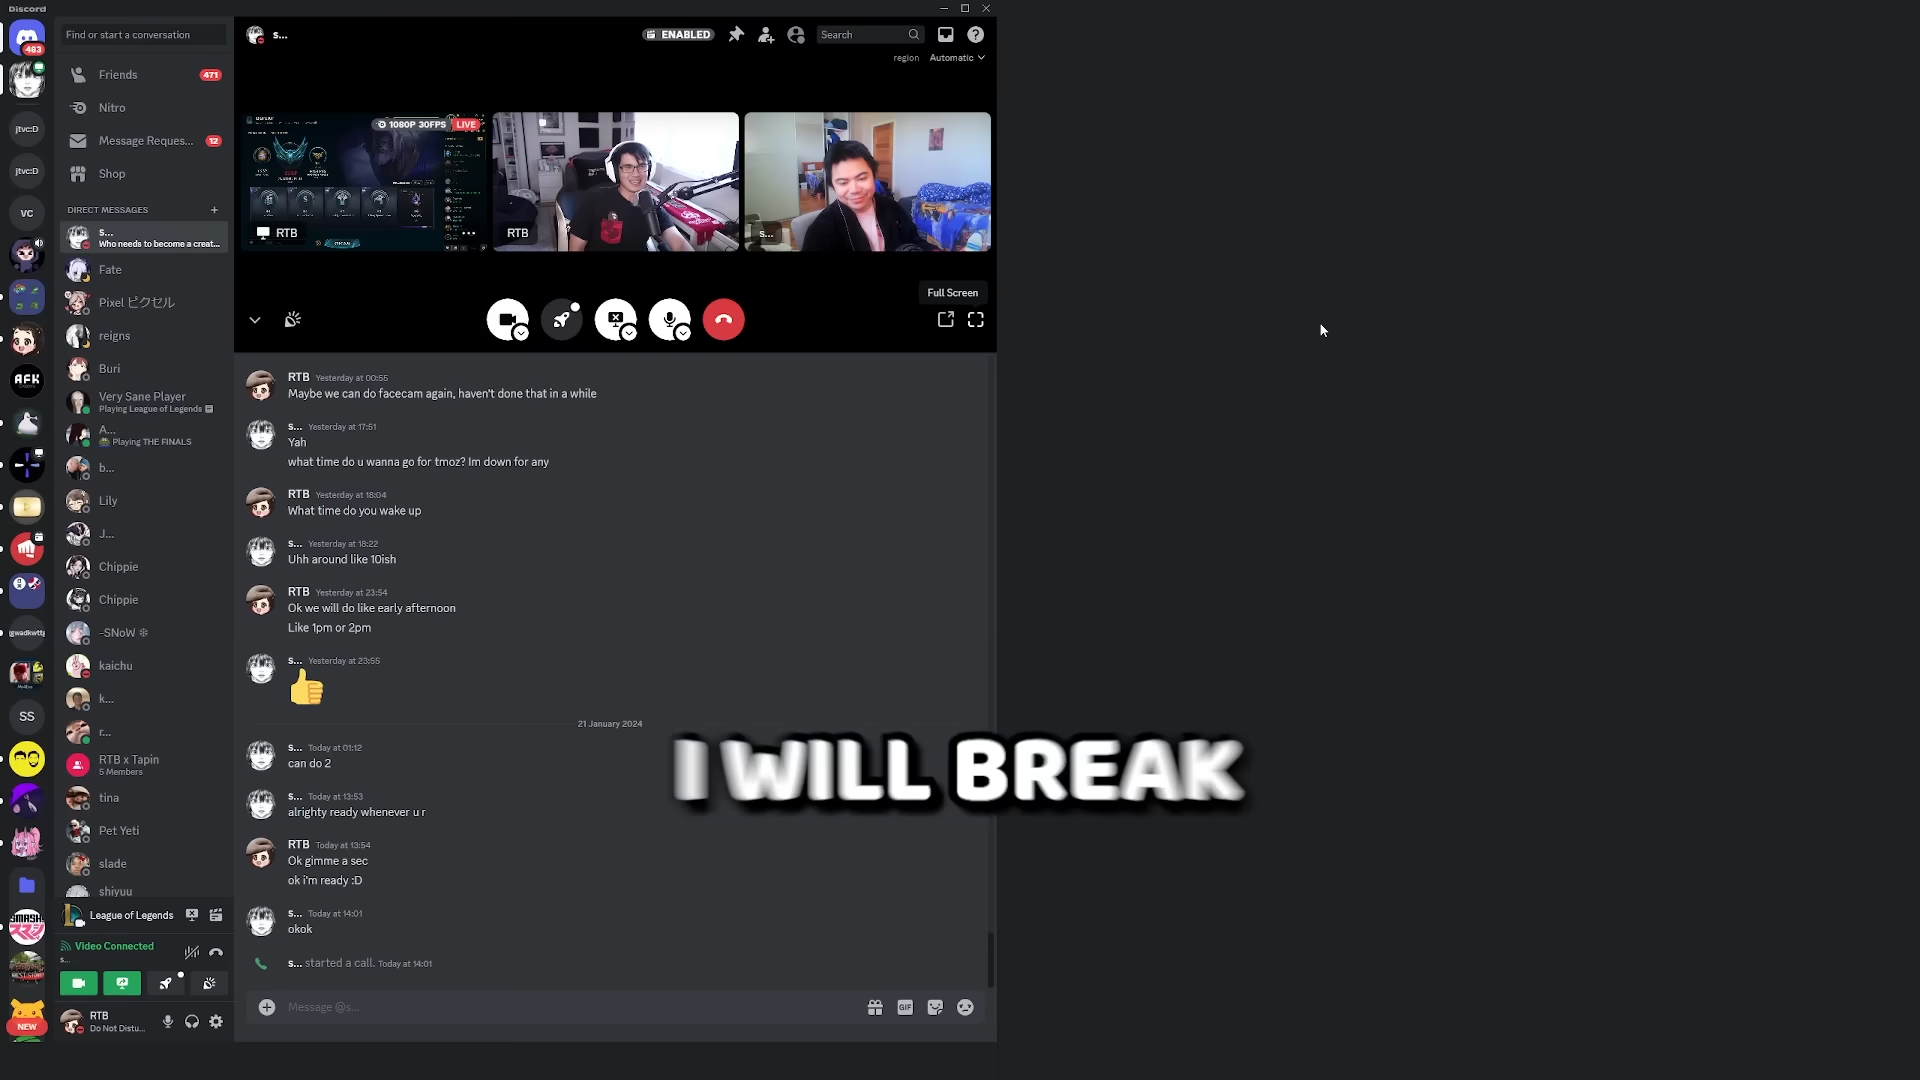 Discord
483
jtvc:D
jtvc:D
VC
AFK
SS
SMASH
NEW
Find or start a conversation
Friends
471
Nitro
Message Reques...
12
Shop
DIRECT MESSAGES
s...
Who needs to become a creat...
Fate
Pixel ピクセル
reigns
Buri
Very Sane Player
Playing League of Legends
A...
Playing THE FINALS
b...
Lily
J...
Chippie
Chippie
-SNoW ❄
kaichu
k...
r...
RTB x Tapin
5 Members
tina
Pet Yeti
slade
shiyuu
League of Legends
Video Connected
s...
RTB
Do Not Distu...
s...
ENABLED
Search
region
Automatic
1080P 30FPS
LIVE
RTB
RTB
s...
Full Screen
RTB Yesterday at 00:55
Maybe we can do facecam again, haven't done that in a while
s... Yesterday at 17:51
Yah
what time do u wanna go for tmoz? Im down for any
RTB Yesterday at 18:04
What time do you wake up
s... Yesterday at 18:22
Uhh around like 10ish
RTB Yesterday at 23:54
Ok we will do like early afternoon
Like 1pm or 2pm
s... Yesterday at 23:55
21 January 2024
s... Today at 01:12
can do 2
s... Today at 13:53
alrighty ready whenever u r
RTB Today at 13:54
Ok gimme a sec
ok i'm ready :D
s... Today at 14:01
okok
s... started a call. Today at 14:01
Message @s...
GIF
I WILL BREAK